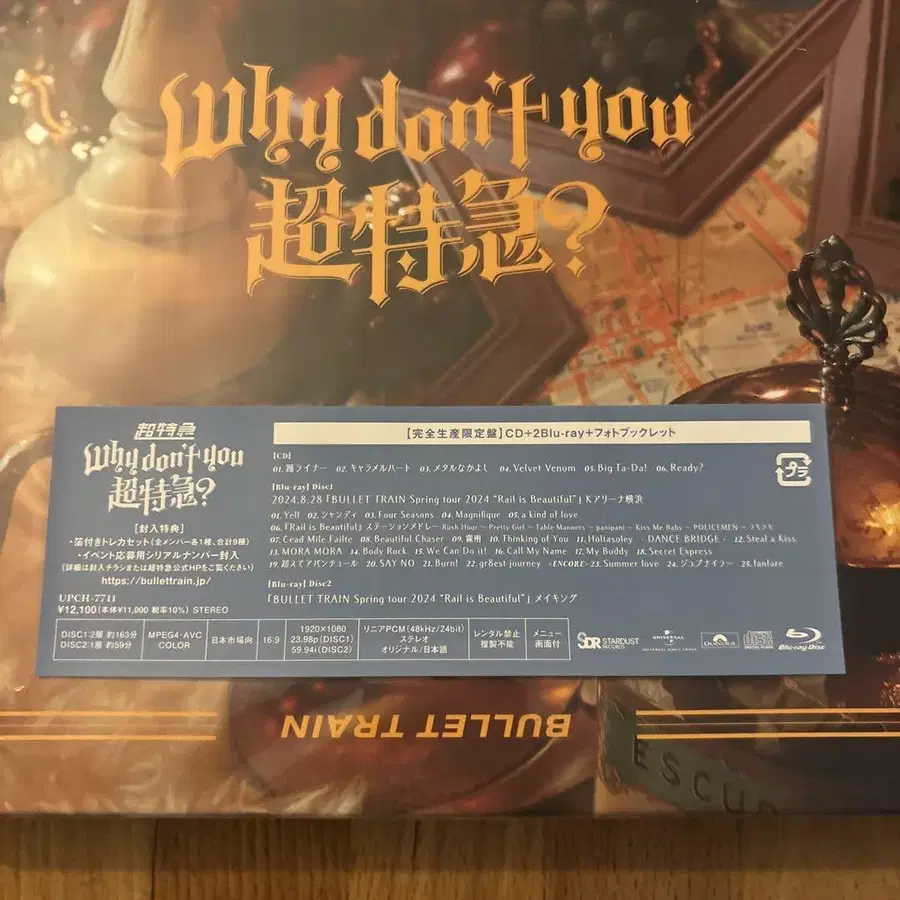 Why don't you
超特急?
超特急
Why don't you
超特急?
[封入特典]
・箔付きトレカセット(全メンバー各1種、合計9種)
・イベント応募用シリアルナンバー封入
(詳細は封入チラシまたは超特急公式HPをご覧ください)
https://bullettrain.jp/
UPCH-7711
¥12,100(本体¥11,000 税率10%) STEREO
【完全生産限定盤】CD+2Blu-ray+フォトブックレット
[CD]
01. 踊ライナー 02. キャラメルハート 03. メタルなかよし 04. Velvet Venom 05. Big Ta-Da! 06. Ready?
[Blu-ray] Disc1
2024.8.28「BULLET TRAIN Spring tour 2024 "Rail is Beautiful"」Kアリーナ横浜
01. Yell 02. シャンディ 03. Four Seasons 04. Magnifique 05. a kind of love
06.『Rail is Beautiful』ステーションメドレー Rush Hour ~ Pretty Girl ~ Table Manners ~ panipani ~ Kiss Me Baby ~ POLICEMEN ~
07. Cead Mile Failte 08. Beautiful Chaser 09. 霧雨 10. Thinking of You 11. Holtasoley - DANCE BRIDGE - 12. Steal a Kiss
13. MORA MORA 14. Body Rock 15. We Can Do it! 16. Call My Name 17. My Buddy 18. Secret Express
19. 超えてアバンチュール 20. SAY NO 21. Burn! 22. gr8est journey <ENCORE> 23. Summer love 24. ジュブナイラー 25. fanfare
[Blu-ray] Disc2
「BULLET TRAIN Spring tour 2024 "Rail is Beautiful"」メイキング
プラ
DISC1:2層 約163分
DISC2:1層 約59分
MPEG4-AVC
COLOR
日本市場向
16:9
1920×1080
23.98p(DISC1)
59.94i(DISC2)
リニアPCM(48kHz/24bit)
ステレオ
オリジナル/日本語
レンタル禁止
複製不能
メニュー
画面付
SDR STARDUST
RECORDS
UNIVERSAL
UNIVERSAL MUSIC GROUP
POLYDOR
Blu-ray Disc
BULLET TRAIN